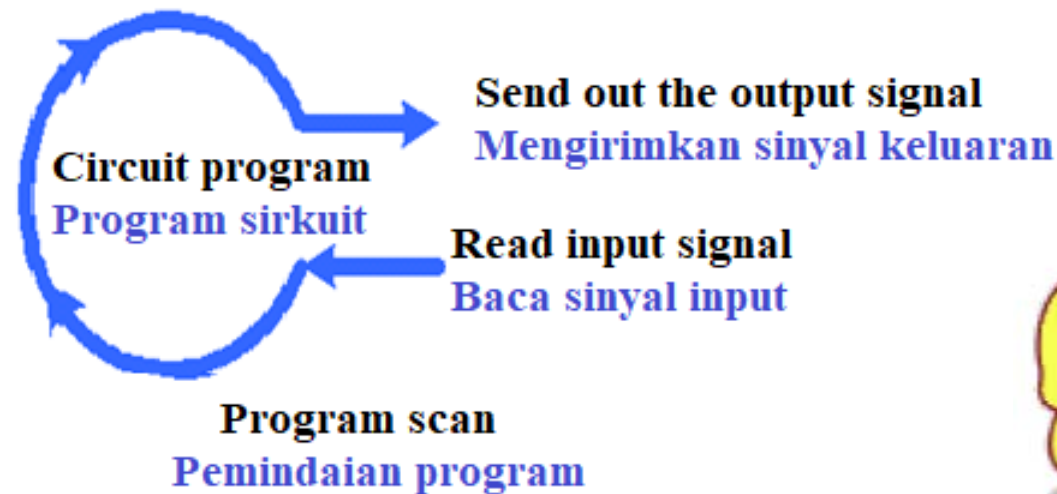 Send out the output signal
Mengirimkan sinyal keluaran
Circuit program
Program sirkuit
Read input signal
Baca sinyal input
Program scan
Pemindaian program